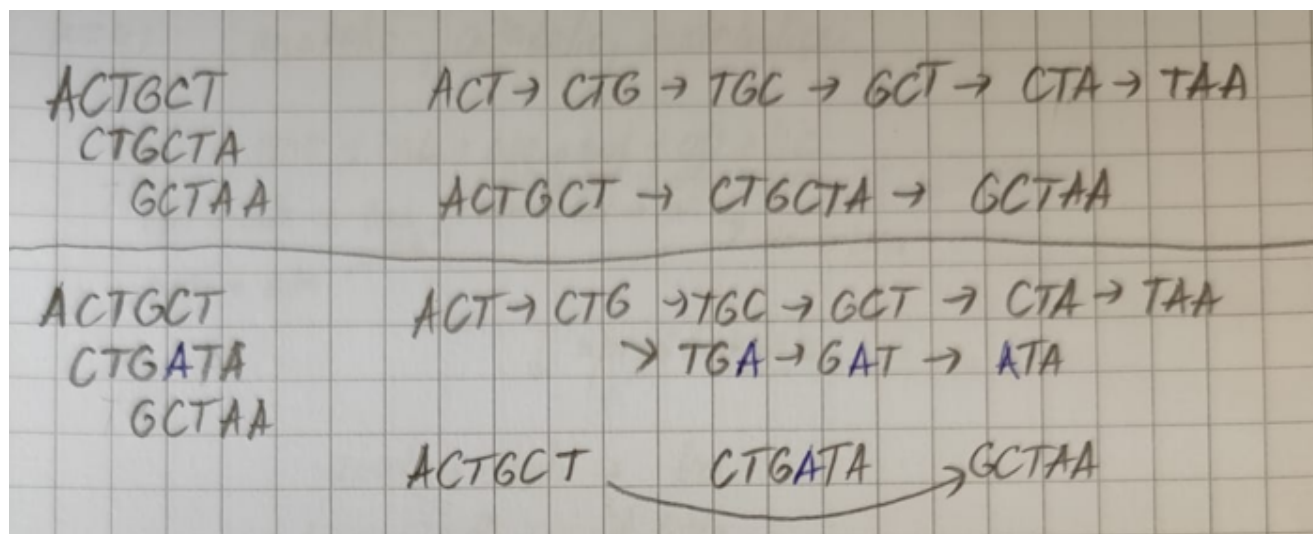 ACTGCT ACT → CTG → TGC → GCT → CTA → TAA
CTGCTA
GCTAA ACTGCT → CTGCTA → GCTAA
ACTGCT ACT → CTG → TGC → GCT → CTA → TAA
CTGATA → TGA → GAT → ATA
GCTAA
ACTGCT CTGATA → GCTAA